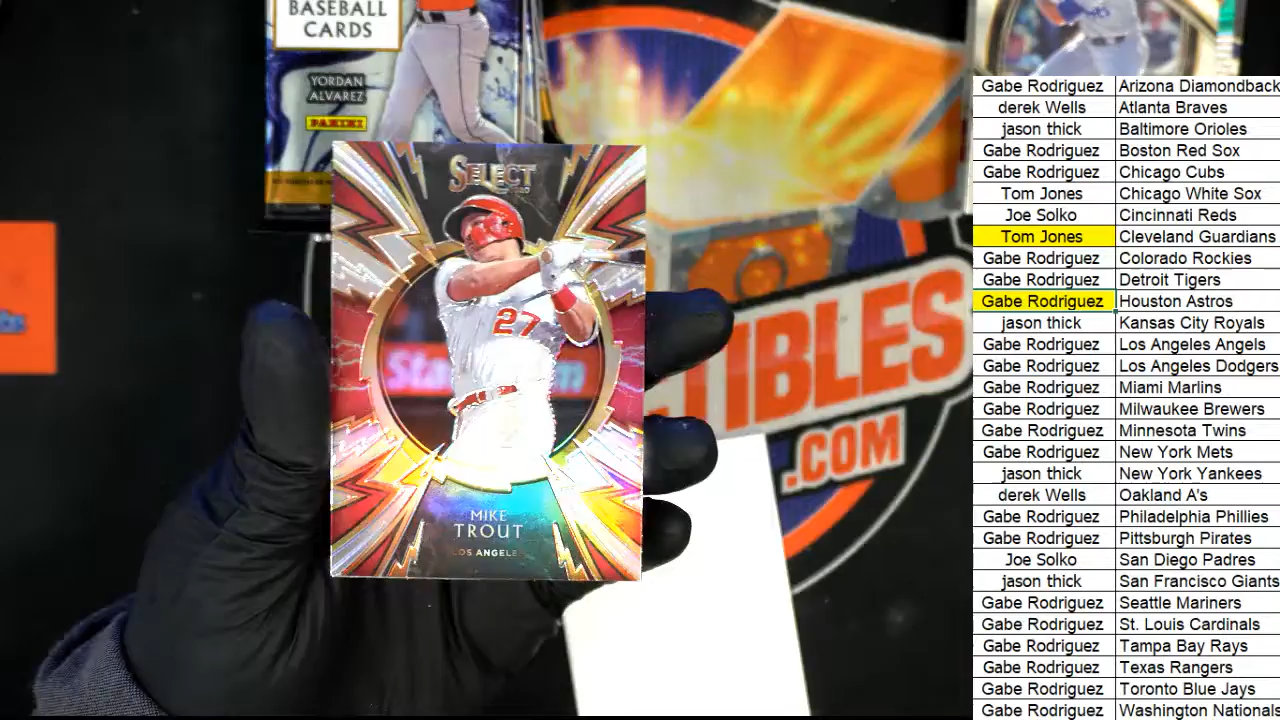 BASEBALL
CARDS
YORDAN
ALVAREZ
PANINI
SELECT
27
MIKE
TROUT
LOS ANGELE
TIBLES
.COM
Gabe Rodriguez Arizona Diamondback
derek Wells Atlanta Braves
jason thick Baltimore Orioles
Gabe Rodriguez Boston Red Sox
Gabe Rodriguez Chicago Cubs
Tom Jones Chicago White Sox
Joe Solko Cincinnati Reds
Tom Jones Cleveland Guardians
Gabe Rodriguez Colorado Rockies
Gabe Rodriguez Detroit Tigers
Gabe Rodriguez Houston Astros
jason thick Kansas City Royals
Gabe Rodriguez Los Angeles Angels
Gabe Rodriguez Los Angeles Dodgers
Gabe Rodriguez Miami Marlins
Gabe Rodriguez Milwaukee Brewers
Gabe Rodriguez Minnesota Twins
Gabe Rodriguez New York Mets
jason thick New York Yankees
derek Wells Oakland A's
Gabe Rodriguez Philadelphia Phillies
Gabe Rodriguez Pittsburgh Pirates
Joe Solko San Diego Padres
jason thick San Francisco Giants
Gabe Rodriguez Seattle Mariners
Gabe Rodriguez St. Louis Cardinals
Gabe Rodriguez Tampa Bay Rays
Gabe Rodriguez Texas Rangers
Gabe Rodriguez Toronto Blue Jays
Gabe Rodriguez Washington Nationals